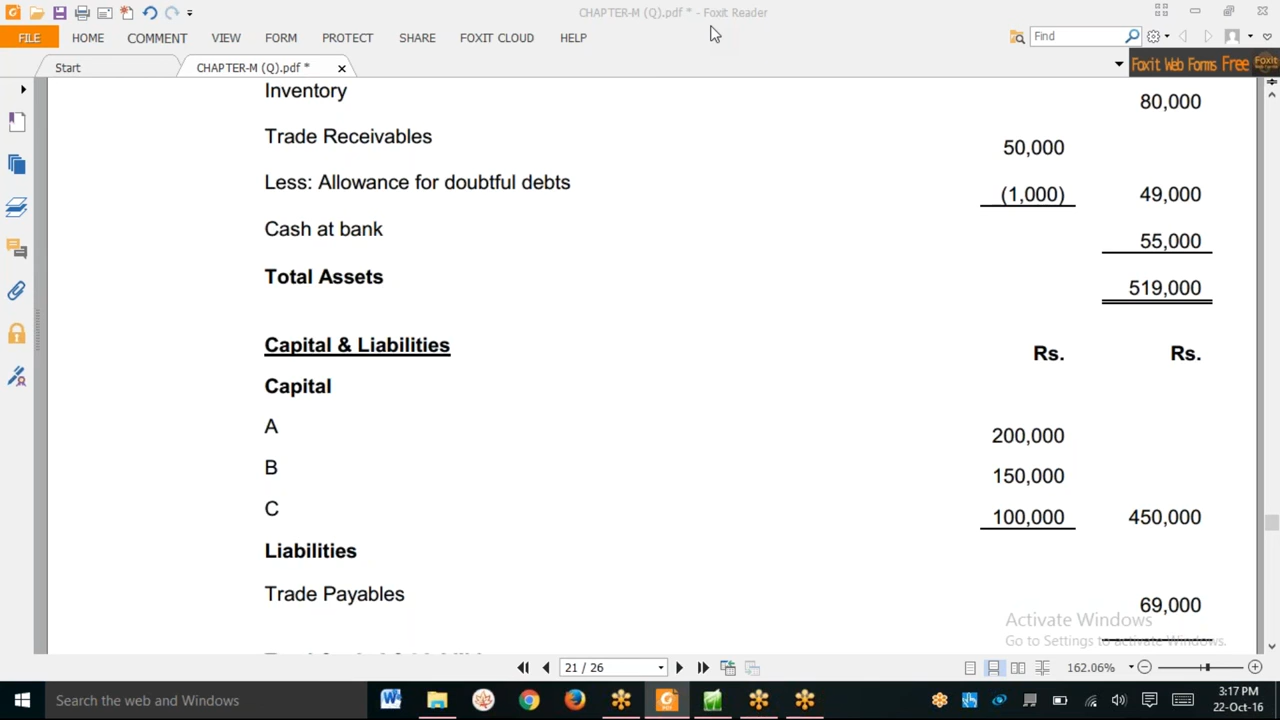 CHAPTER-M (Q).pdf * - Foxit Reader
FILE HOME COMMENT VIEW FORM PROTECT SHARE FOXIT CLOUD HELP Find
Start CHAPTER-M (Q).pdf * Foxit Web Forms Free Foxit
Inventory 80,000
Trade Receivables 50,000
Less: Allowance for doubtful debts (1,000) 49,000
Cash at bank 55,000
Total Assets 519,000
Capital & Liabilities Rs. Rs.
Capital
A 200,000
B 150,000
C 100,000 450,000
Liabilities
Trade Payables 69,000
Activate Windows
Go to Settings to activate Windows.
21 / 26 162.06%
Search the web and Windows 3:17 PM
22-Oct-16